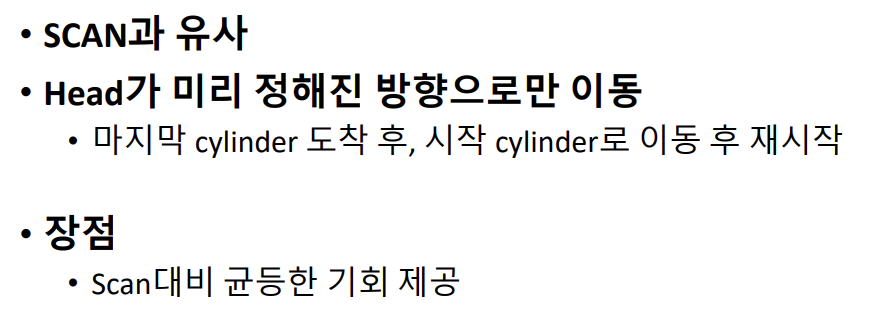 • SCAN과 유사
• Head가 미리 정해진 방향으로만 이동
• 마지막 cylinder 도착 후, 시작 cylinder로 이동 후 재시작
• 장점
• Scan대비 균등한 기회 제공